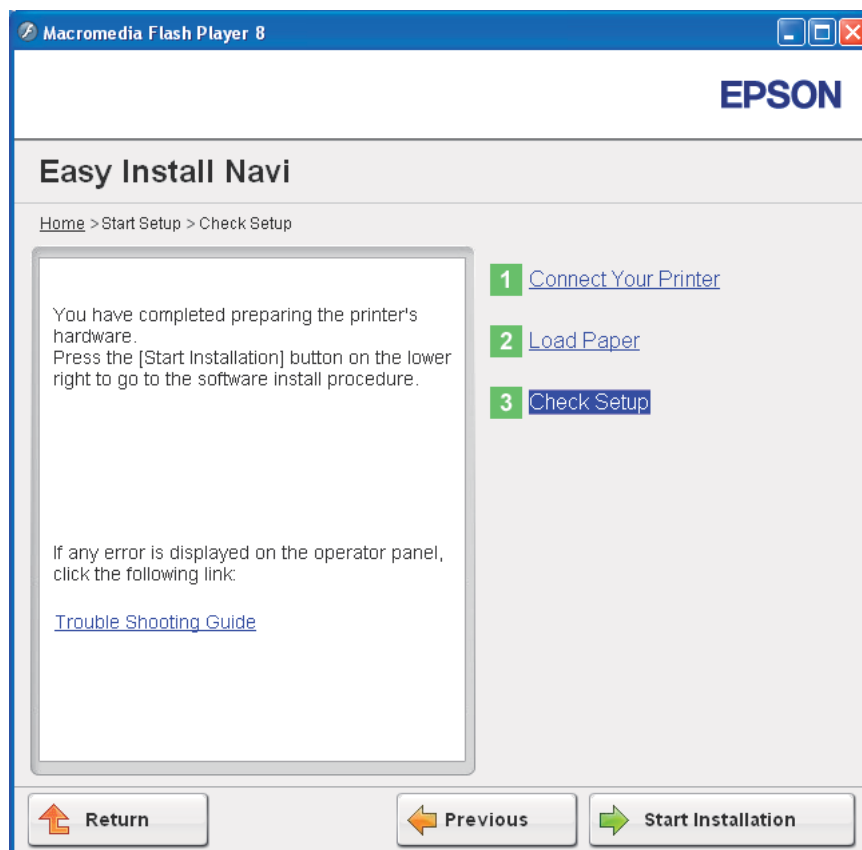 Macromedia Flash Player 8
EPSON
Easy Install Navi
Home > Start Setup > Check Setup
You have completed preparing the printer's
hardware.
Press the [Start Installation] button on the lower
right to go to the software install procedure.
If any error is displayed on the operator panel,
click the following link:
Trouble Shooting Guide
1 Connect Your Printer
2 Load Paper
3 Check Setup
Return
Previous
Start Installation